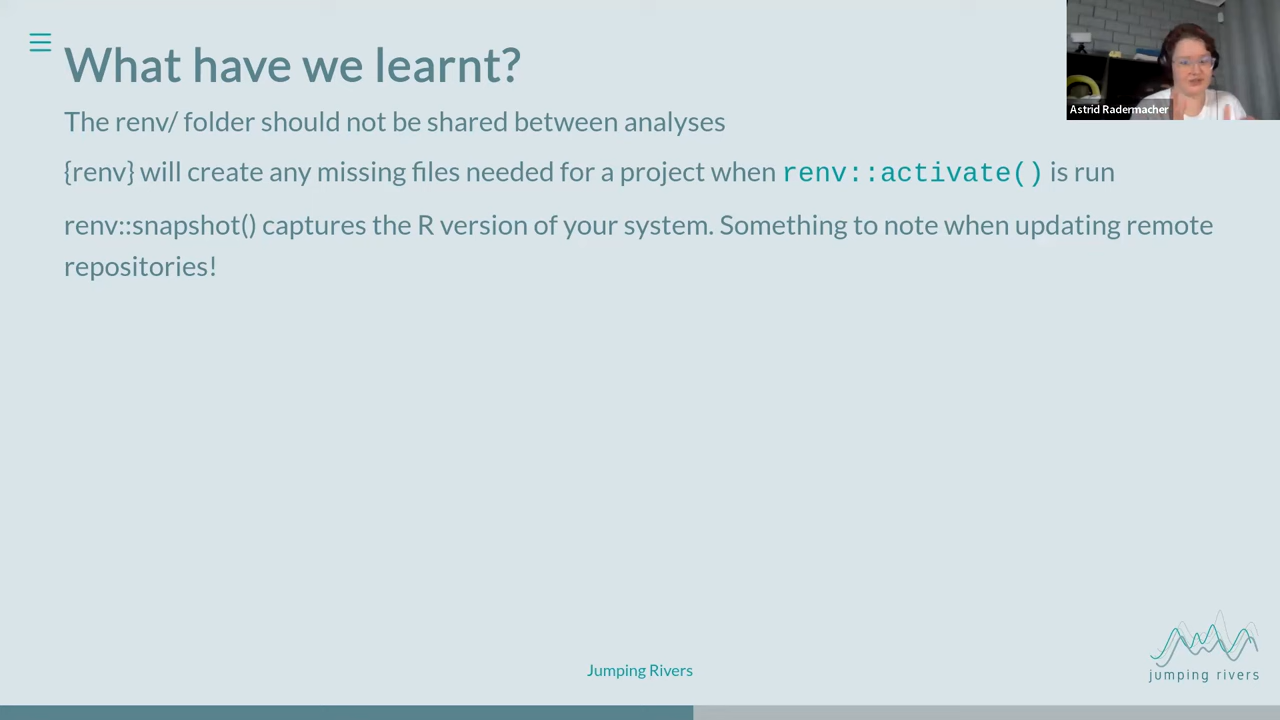 What have we learnt?
Astrid Radermacher
The renv/ folder should not be shared between analyses
{renv} will create any missing files needed for a project when renv::activate() is run
renv::snapshot() captures the R version of your system. Something to note when updating remote
repositories!
Jumping Rivers
jumping rivers